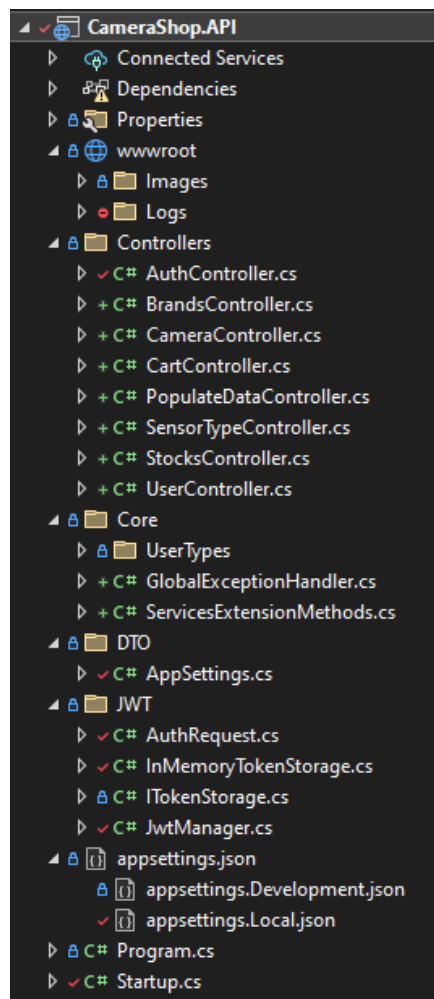 CameraShop.API
Connected Services
Dependencies
Properties
wwwroot
Images
Logs
Controllers
C# AuthController.cs
C# BrandsController.cs
C# CameraController.cs
C# CartController.cs
C# PopulateDataController.cs
C# SensorTypeController.cs
C# StocksController.cs
C# UserController.cs
Core
UserTypes
C# GlobalExceptionHandler.cs
C# ServicesExtensionMethods.cs
DTO
C# AppSettings.cs
JWT
C# AuthRequest.cs
C# InMemoryTokenStorage.cs
C# ITokenStorage.cs
C# JwtManager.cs
appsettings.json
appsettings.Development.json
appsettings.Local.json
C# Program.cs
C# Startup.cs